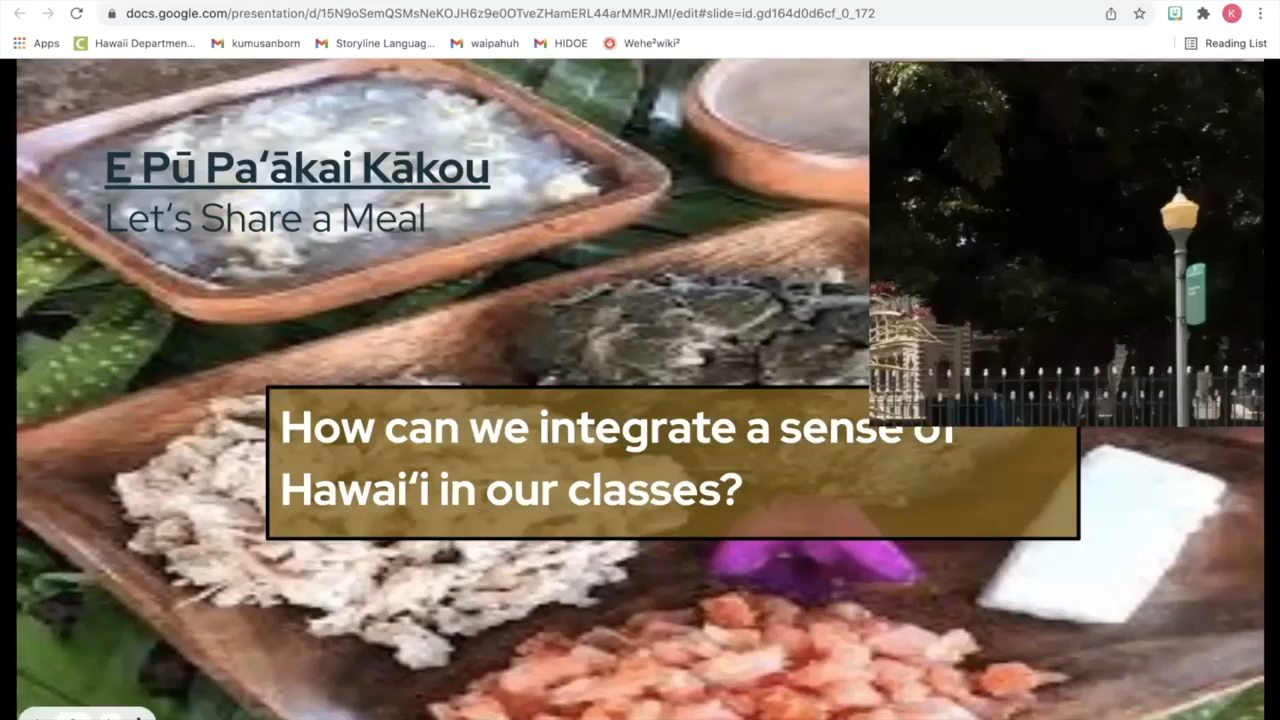 docs.google.com/presentation/d/15N9oSemQSMsNeKOJH6z9e0OTveZHamERL44arMMRJMI/edit#slide=id.gd164d0d6cf_0_172
K
Apps
Hawaii Departmen...
kumusanborn
Storyline Languag...
waipahuh
HIDOE
Wehe²wiki²
Reading List
E Pū Paʻākai Kākou
Letʻs Share a Meal
How can we integrate a sense of
Hawaiʻi in our classes?